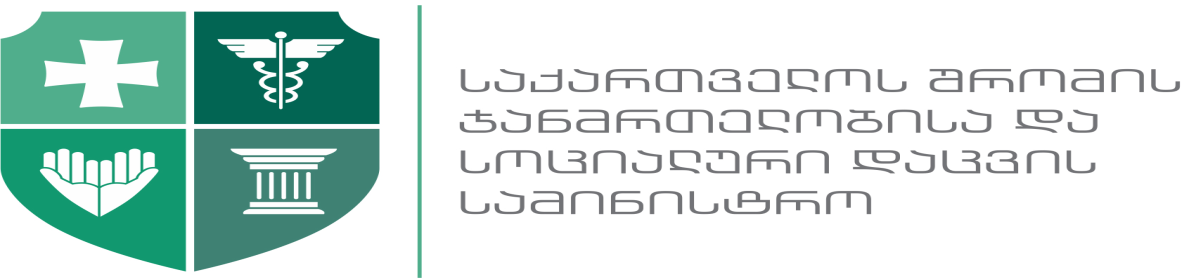 საქართველოს შრომის
ჯანმრთელობისა და
სოციალური დაცვის
სამინისტრო